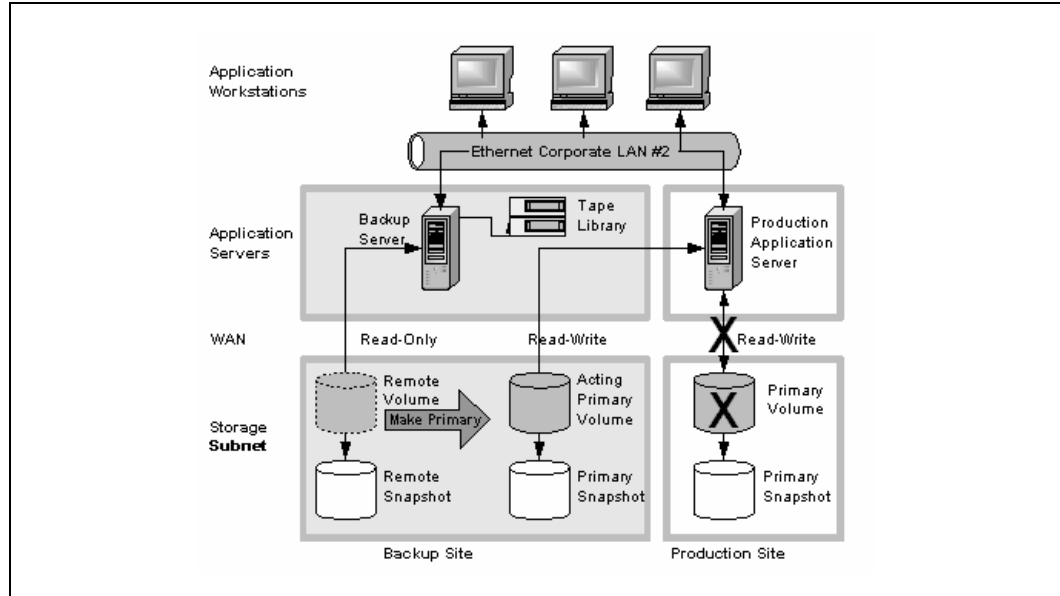 Application
Workstations
Ethernet Corporate LAN #2
Application
Servers
Backup
Server
Tape
Library
Production
Application
Server
WAN
Read-Only
Read-Write
X
Read-Write
Storage
Subnet
Remote
Volume
Make Primary
Acting
Primary
Volume
X
Primary
Volume
Remote
Snapshot
Primary
Snapshot
Primary
Snapshot
Backup Site
Production Site